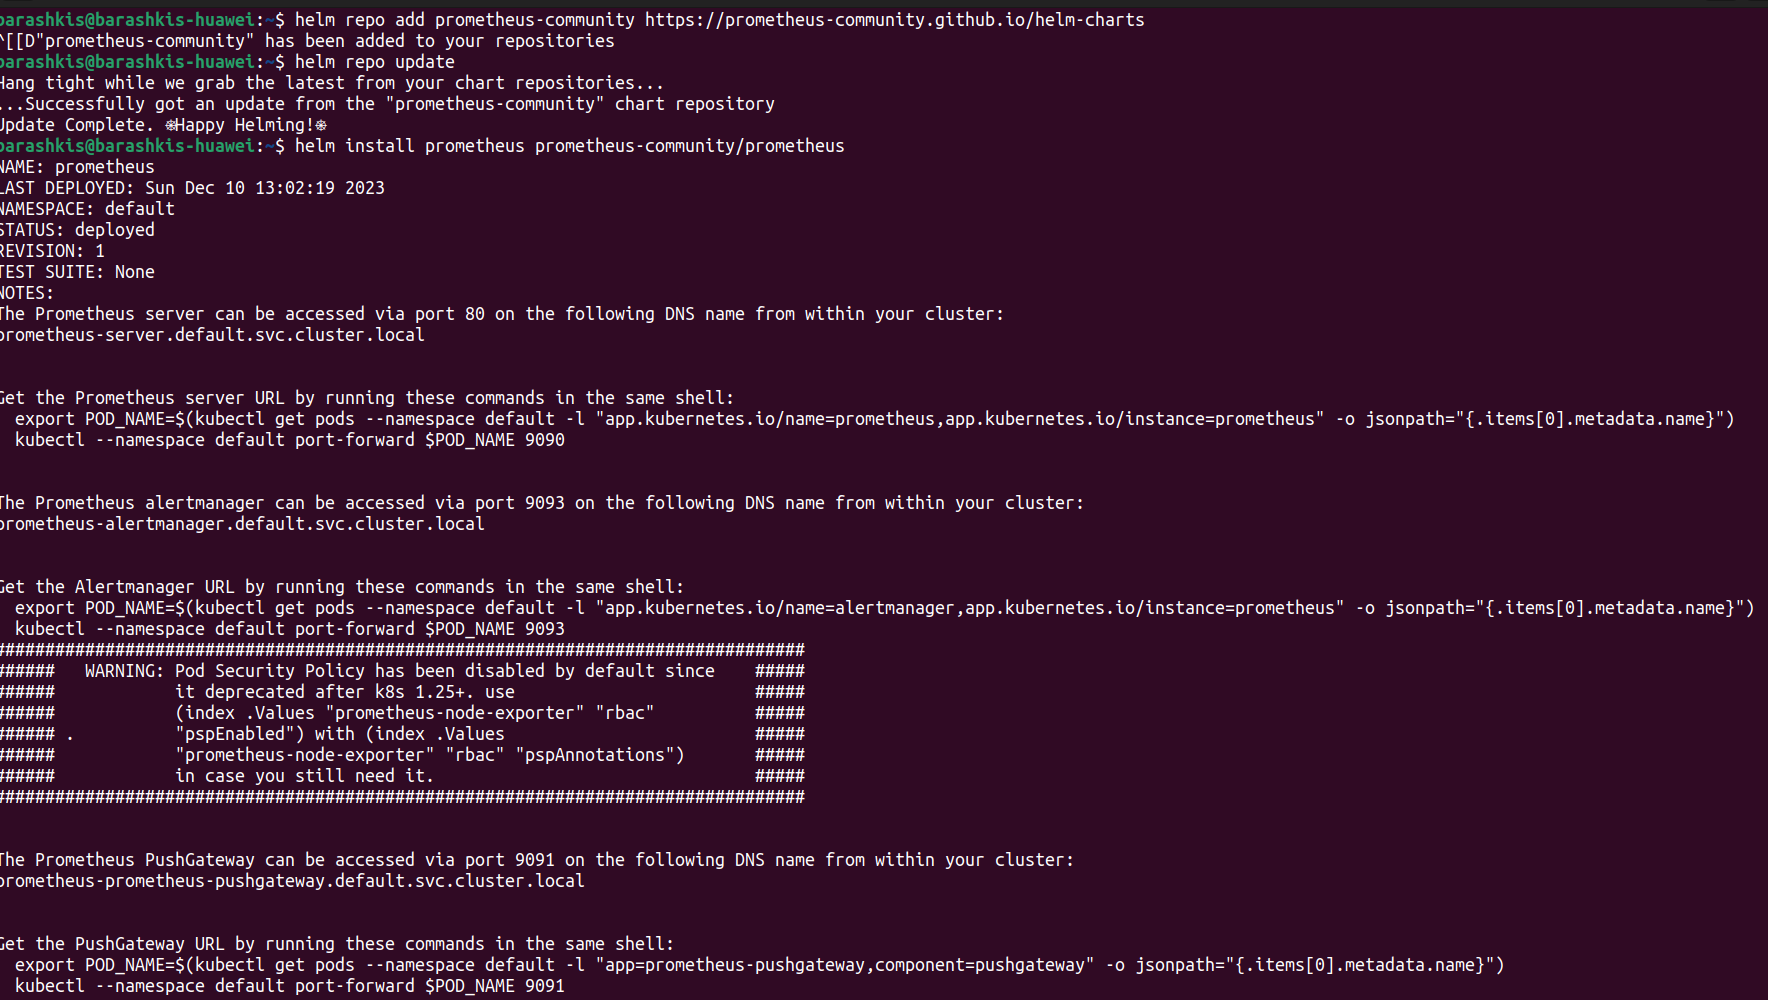 barashkis@barashkis-huawei:~$ helm repo add prometheus-community https://prometheus-community.github.io/helm-charts
^[[D"prometheus-community" has been added to your repositories
barashkis@barashkis-huawei:~$ helm repo update
Hang tight while we grab the latest from your chart repositories...
...Successfully got an update from the "prometheus-community" chart repository
Update Complete. ⎈Happy Helming!⎈
barashkis@barashkis-huawei:~$ helm install prometheus prometheus-community/prometheus
NAME: prometheus
LAST DEPLOYED: Sun Dec 10 13:02:19 2023
NAMESPACE: default
STATUS: deployed
REVISION: 1
TEST SUITE: None
NOTES:
The Prometheus server can be accessed via port 80 on the following DNS name from within your cluster:
prometheus-server.default.svc.cluster.local
Get the Prometheus server URL by running these commands in the same shell:
  export POD_NAME=$(kubectl get pods --namespace default -l "app.kubernetes.io/name=prometheus,app.kubernetes.io/instance=prometheus" -o jsonpath="{.items[0].metadata.name}")
  kubectl --namespace default port-forward $POD_NAME 9090
The Prometheus alertmanager can be accessed via port 9093 on the following DNS name from within your cluster:
prometheus-alertmanager.default.svc.cluster.local
Get the Alertmanager URL by running these commands in the same shell:
  export POD_NAME=$(kubectl get pods --namespace default -l "app.kubernetes.io/name=alertmanager,app.kubernetes.io/instance=prometheus" -o jsonpath="{.items[0].metadata.name}")
  kubectl --namespace default port-forward $POD_NAME 9093
#################################################################################
######   WARNING: Pod Security Policy has been disabled by default since    #####
######            it deprecated after k8s 1.25+. use                        #####
######            (index .Values "prometheus-node-exporter" "rbac"          #####
###### .          "pspEnabled") with (index .Values                         #####
######            "prometheus-node-exporter" "rbac" "pspAnnotations")       #####
######            in case you still need it.                                #####
#################################################################################
The Prometheus PushGateway can be accessed via port 9091 on the following DNS name from within your cluster:
prometheus-prometheus-pushgateway.default.svc.cluster.local
Get the PushGateway URL by running these commands in the same shell:
  export POD_NAME=$(kubectl get pods --namespace default -l "app=prometheus-pushgateway,component=pushgateway" -o jsonpath="{.items[0].metadata.name}")
  kubectl --namespace default port-forward $POD_NAME 9091